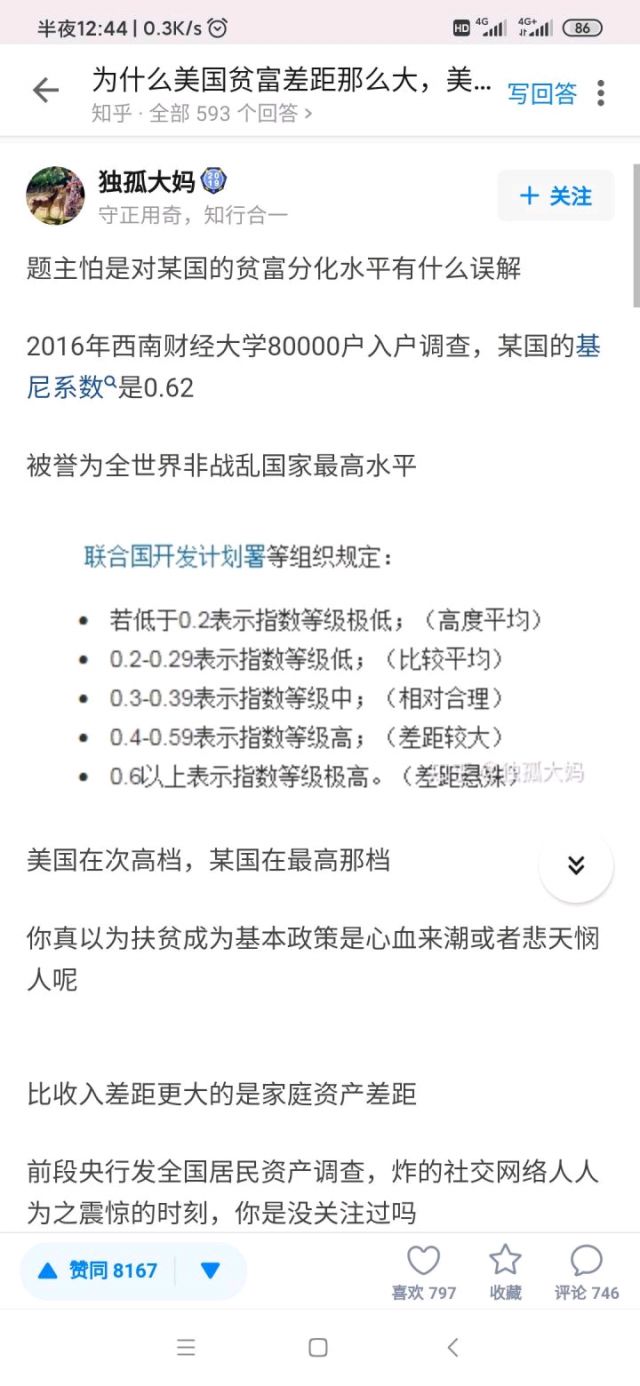 半夜12:44 | 0.3K/s
HD 4G 4G+ 86
为什么美国贫富差距那么大，美... 写回答
知乎 · 全部 593 个回答 >
独孤大妈 2019
守正用奇，知行合一
+ 关注
题主怕是对某国的贫富分化水平有什么误解
2016年西南财经大学80000户入户调查，某国的基
尼系数是0.62
被誉为全世界非战乱国家最高水平
联合国开发计划署等组织规定：
• 若低于0.2表示指数等级极低；（高度平均）
• 0.2-0.29表示指数等级低；（比较平均）
• 0.3-0.39表示指数等级中；（相对合理）
• 0.4-0.59表示指数等级高；（差距较大）
• 0.6以上表示指数等级极高。（差距悬殊）
@独孤大妈
美国在次高档，某国在最高那档
你真以为扶贫成为基本政策是心血来潮或者悲天悯
人呢
比收入差距更大的是家庭资产差距
前段央行发全国居民资产调查，炸的社交网络人人
为之震惊的时刻，你是没关注过吗
赞同 8167
喜欢 797 收藏 评论 746